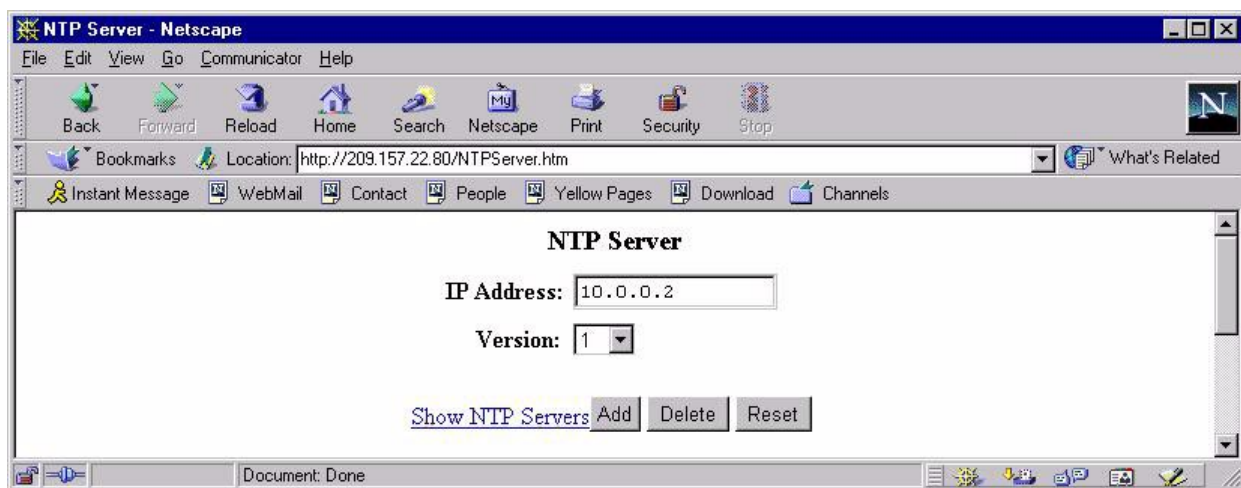 NTP Server - Netscape
File Edit View Go Communicator Help
My
N
Back Forward Reload Home Search Netscape Print Security Stop
Bookmarks Location: http://209.157.22.80/NTPServer.htm What's Related
Instant Message WebMail Contact People Yellow Pages Download Channels
NTP Server
IP Address: 10.0.0.2
Version: 1
Show NTP Servers Add Delete Reset
Document: Done